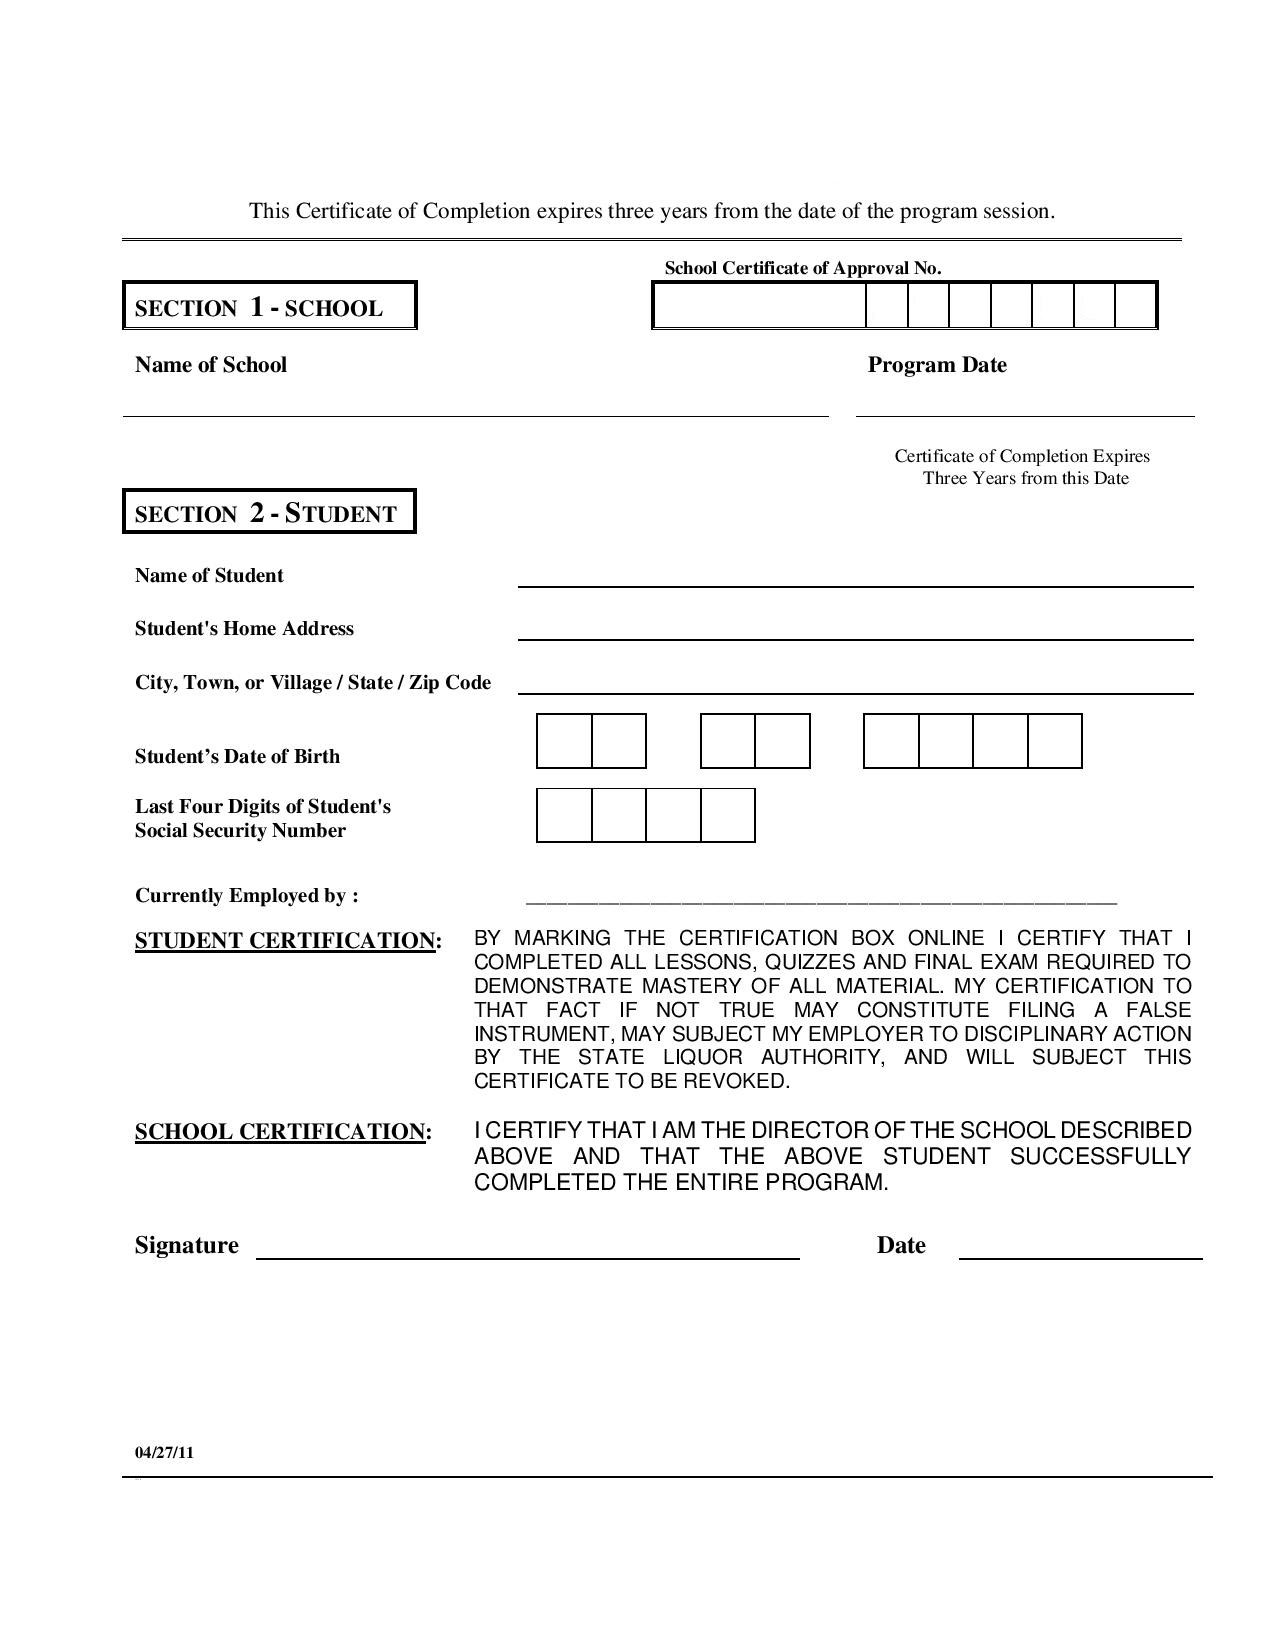 This Certificate of Completion expires three years from the date of the program session.
School Certificate of Approval No.
SECTION 1 - SCHOOL
Name of School Program Date
Certificate of Completion Expires
Three Years from this Date
SECTION 2 - STUDENT
Name of Student
Student's Home Address
City, Town, or Village / State / Zip Code
Student’s Date of Birth
Last Four Digits of Student's
Social Security Number
Currently Employed by :
STUDENT CERTIFICATION: BY MARKING THE CERTIFICATION BOX ONLINE I CERTIFY THAT I
COMPLETED ALL LESSONS, QUIZZES AND FINAL EXAM REQUIRED TO
DEMONSTRATE MASTERY OF ALL MATERIAL. MY CERTIFICATION TO
THAT FACT IF NOT TRUE MAY CONSTITUTE FILING A FALSE
INSTRUMENT, MAY SUBJECT MY EMPLOYER TO DISCIPLINARY ACTION
BY THE STATE LIQUOR AUTHORITY, AND WILL SUBJECT THIS
CERTIFICATE TO BE REVOKED.
SCHOOL CERTIFICATION: I CERTIFY THAT I AM THE DIRECTOR OF THE SCHOOL DESCRIBED
ABOVE AND THAT THE ABOVE STUDENT SUCCESSFULLY
COMPLETED THE ENTIRE PROGRAM.
Signature Date
04/27/11